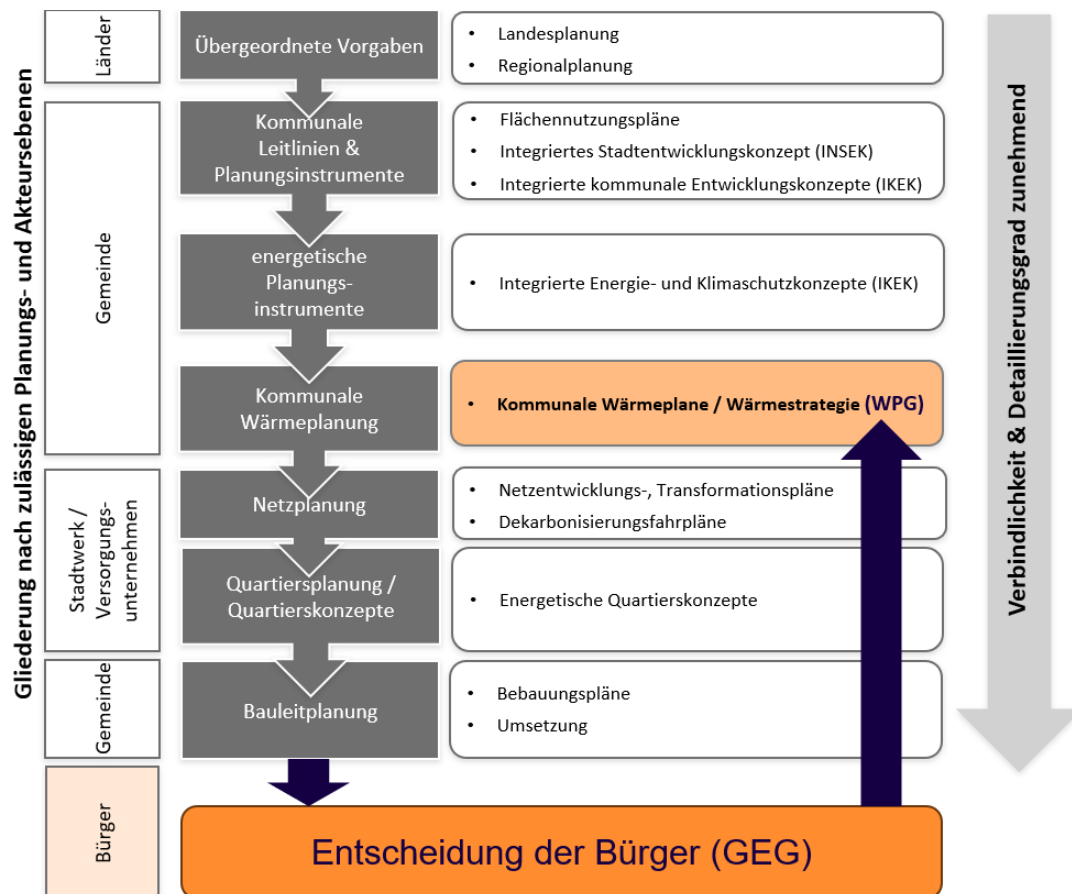 Gliederung nach zulässigen Planungs- und Akteursebenen
Länder
Übergeordnete Vorgaben
• Landesplanung
• Regionalplanung
Gemeinde
Kommunale
Leitlinien &
Planungsinstrumente
• Flächennutzungspläne
• Integriertes Stadtentwicklungskonzept (INSEK)
• Integrierte kommunale Entwicklungskonzepte (IKEK)
energetische
Planungs-
instrumente
• Integrierte Energie- und Klimaschutzkonzepte (IKEK)
Kommunale
Wärmeplanung
• Kommunale Wärmeplane / Wärmestrategie (WPG)
Stadtwerk /
Versorgungs-
unternehmen
Netzplanung
• Netzentwicklungs-, Transformationspläne
• Dekarbonisierungsfahrpläne
Quartiersplanung /
Quartierskonzepte
• Energetische Quartierskonzepte
Gemeinde
Bauleitplanung
• Bebauungspläne
• Umsetzung
Bürger
Entscheidung der Bürger (GEG)
Verbindlichkeit & Detaillierungsgrad zunehmend